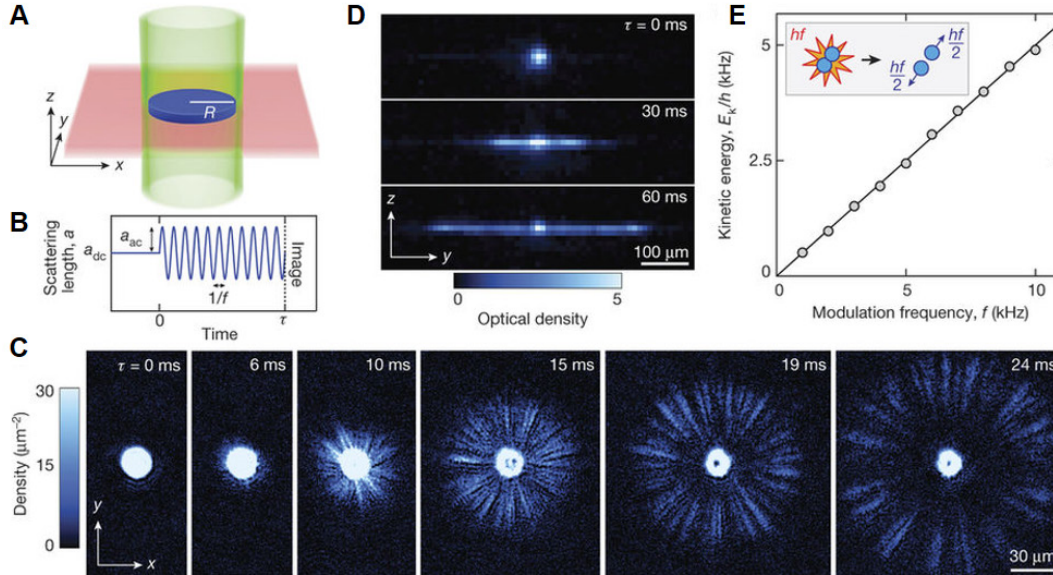 A
z
y
x
R
B
Scattering
length, a
a_dc
a_ac
1/f
Image
0
τ
Time
D
τ = 0 ms
30 ms
60 ms
z
y
100 μm
0
5
Optical density
E
Kinetic energy, E_k/h (kHz)
5
2.5
0
hf
hf/2
hf/2
0
5
10
Modulation frequency, f (kHz)
C
Density (μm⁻²)
30
15
0
τ = 0 ms
6 ms
10 ms
15 ms
19 ms
24 ms
y
x
30 μm